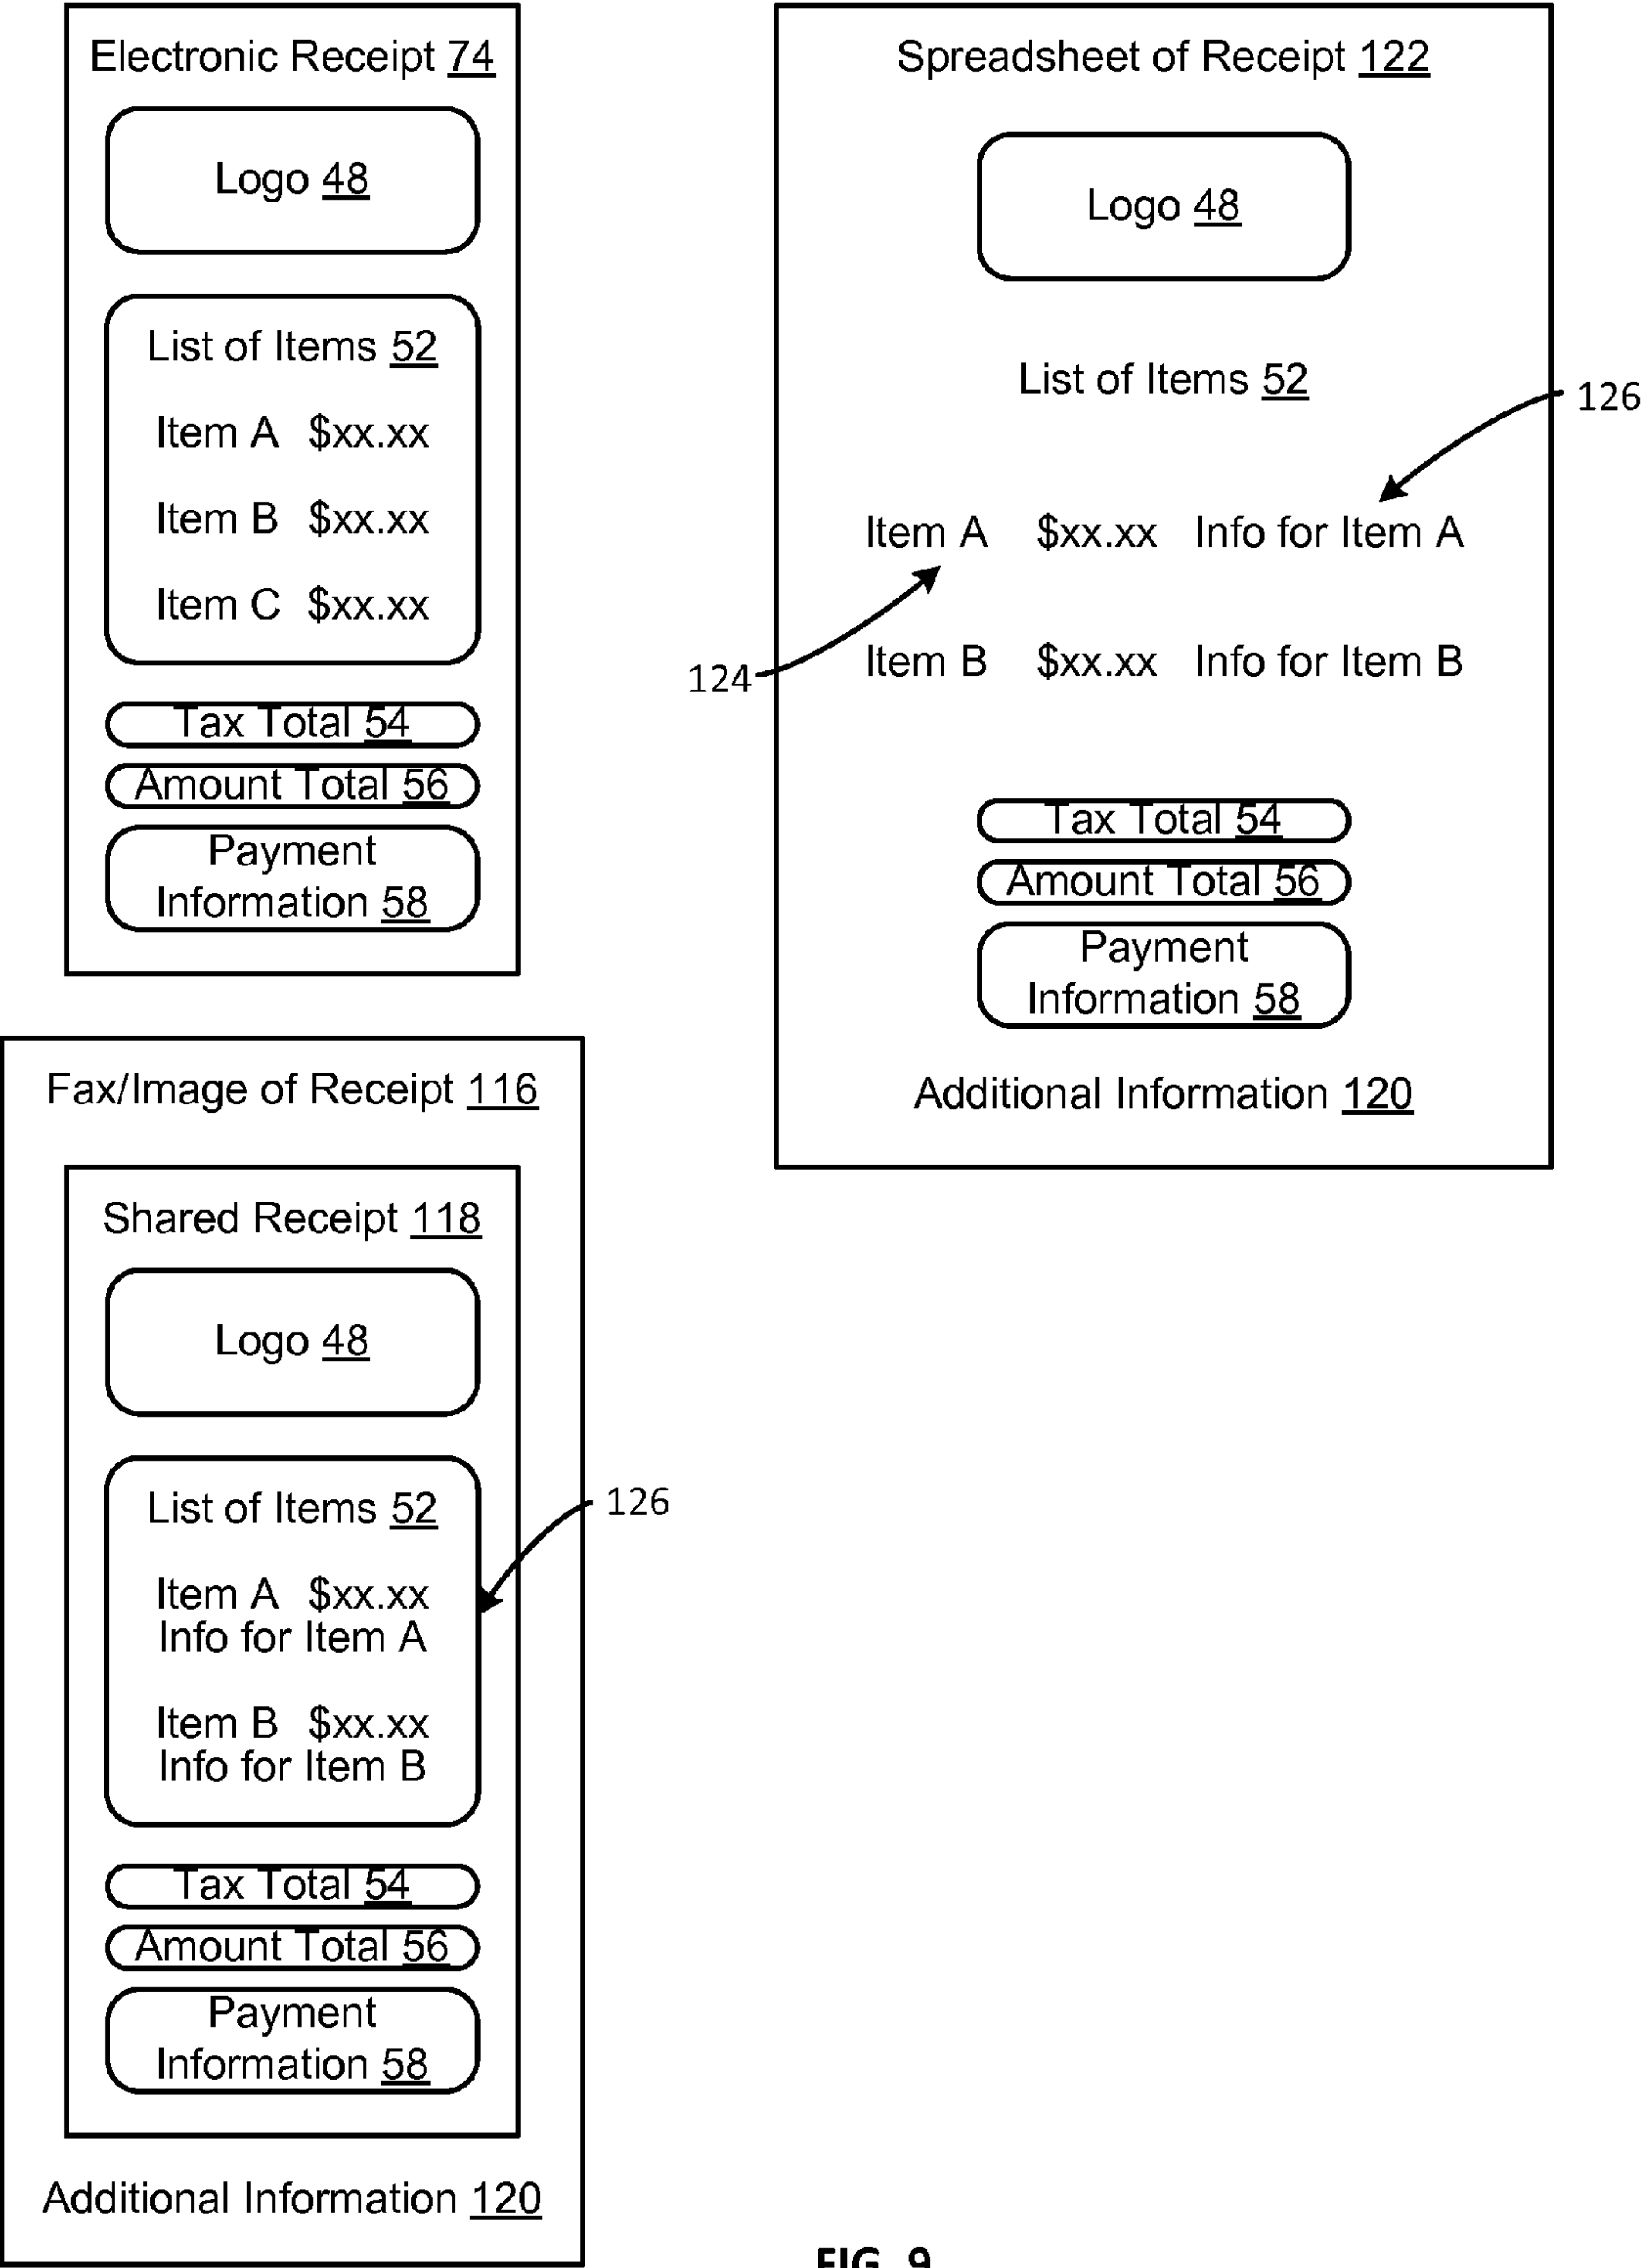 Electronic Receipt 74
Logo 48
List of Items 52
Item A $xx.xx
Item B $xx.xx
Item C $xx.xx
Tax Total 54
Amount Total 56
Payment
Information 58
Spreadsheet of Receipt 122
Logo 48
List of Items 52
126
Item A $xx.xx Info for Item A
124
Item B $xx.xx Info for Item B
Tax Total 54
Amount Total 56
Payment
Information 58
Additional Information 120
Fax/Image of Receipt 116
Shared Receipt 118
Logo 48
List of Items 52
126
Item A $xx.xx
Info for Item A
Item B $xx.xx
Info for Item B
Tax Total 54
Amount Total 56
Payment
Information 58
Additional Information 120
FIG. 9